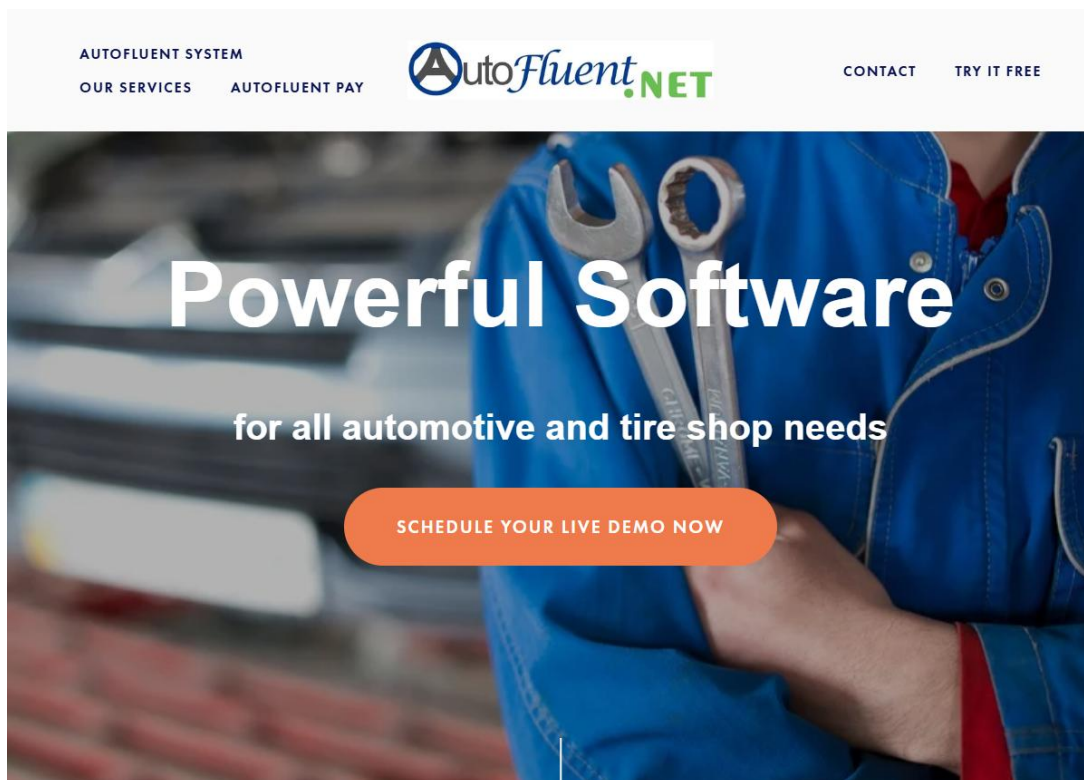 AUTOFLUENT SYSTEM
OUR SERVICES AUTOFLUENT PAY
AutoFluent.NET
CONTACT TRY IT FREE
Powerful Software
for all automotive and tire shop needs
SCHEDULE YOUR LIVE DEMO NOW